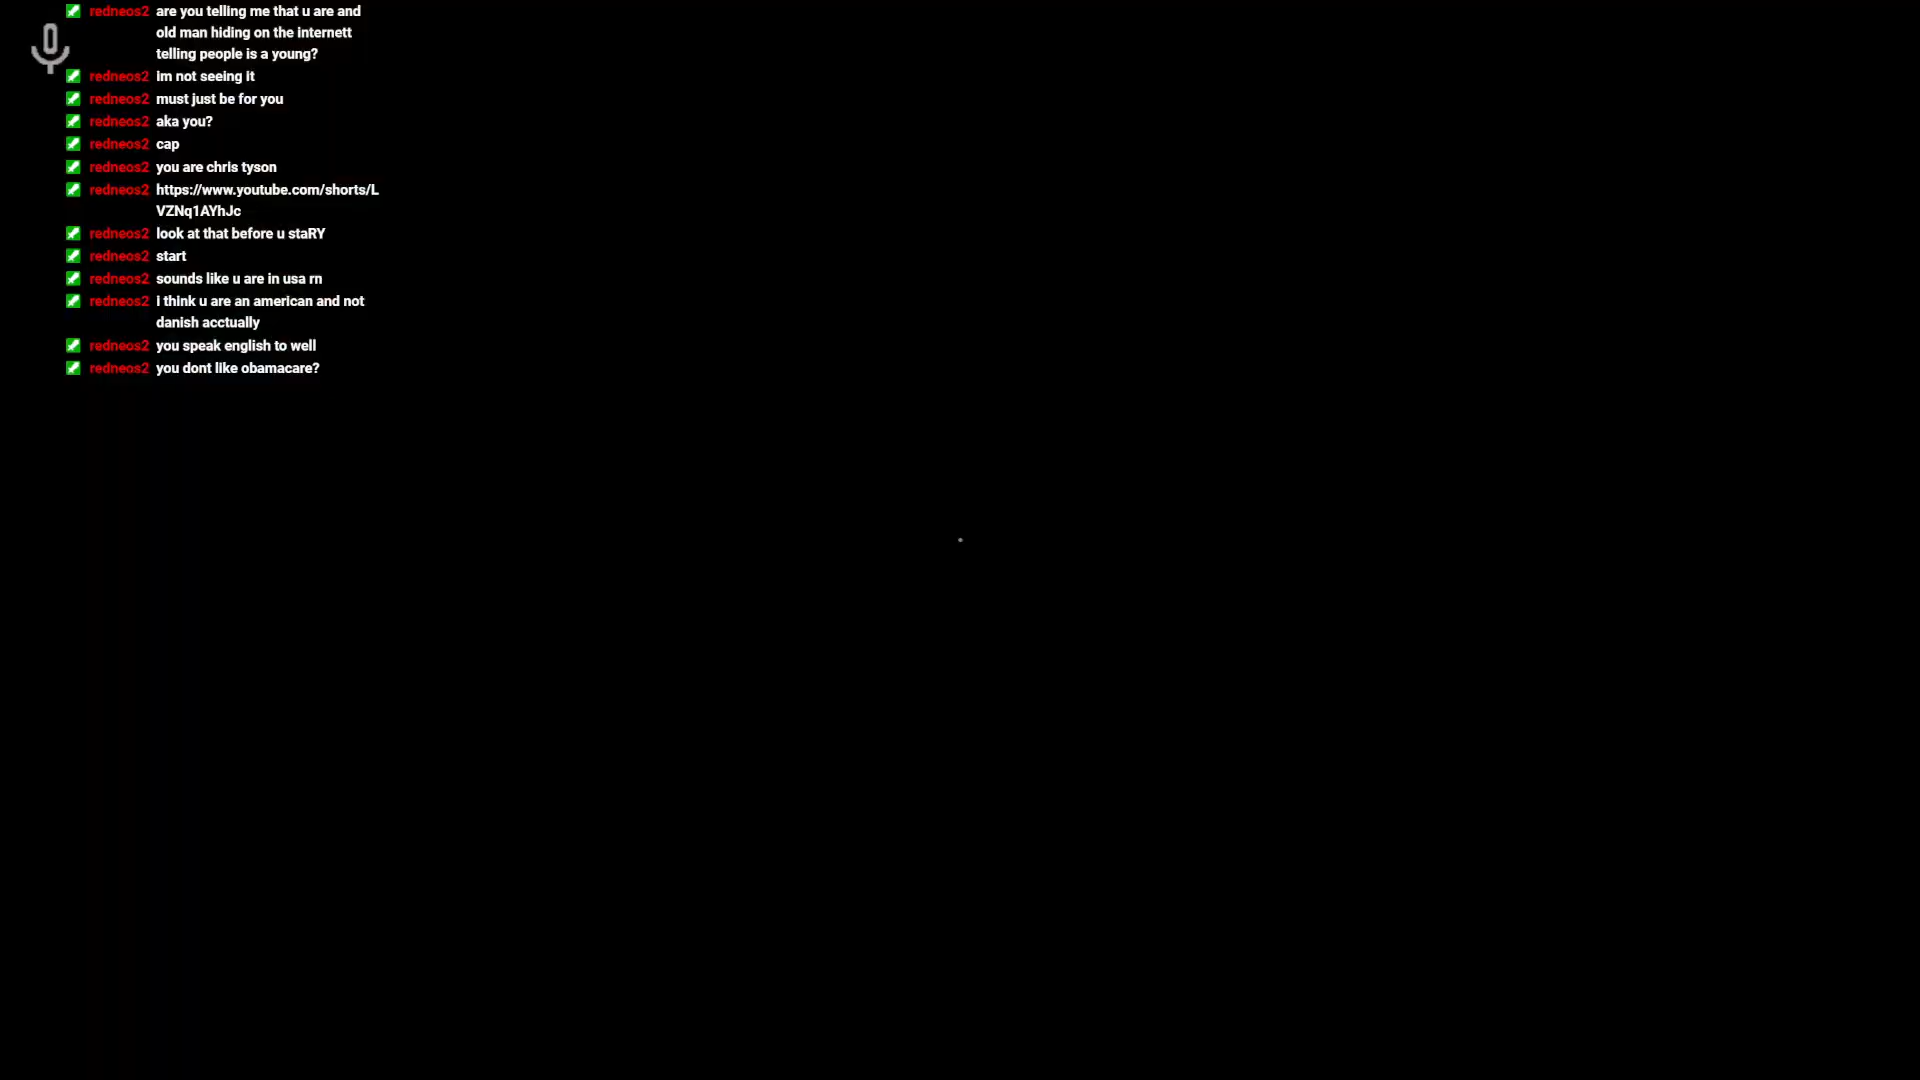 redneos2 are you telling me that u are and
old man hiding on the internett
telling people is a young?
redneos2 im not seeing it
redneos2 must just be for you
redneos2 aka you?
redneos2 cap
redneos2 you are chris tyson
redneos2 https://www.youtube.com/shorts/L
VZNq1AYhJc
redneos2 look at that before u staRY
redneos2 start
redneos2 sounds like u are in usa rn
redneos2 i think u are an american and not
danish acctually
redneos2 you speak english to well
redneos2 you dont like obamacare?